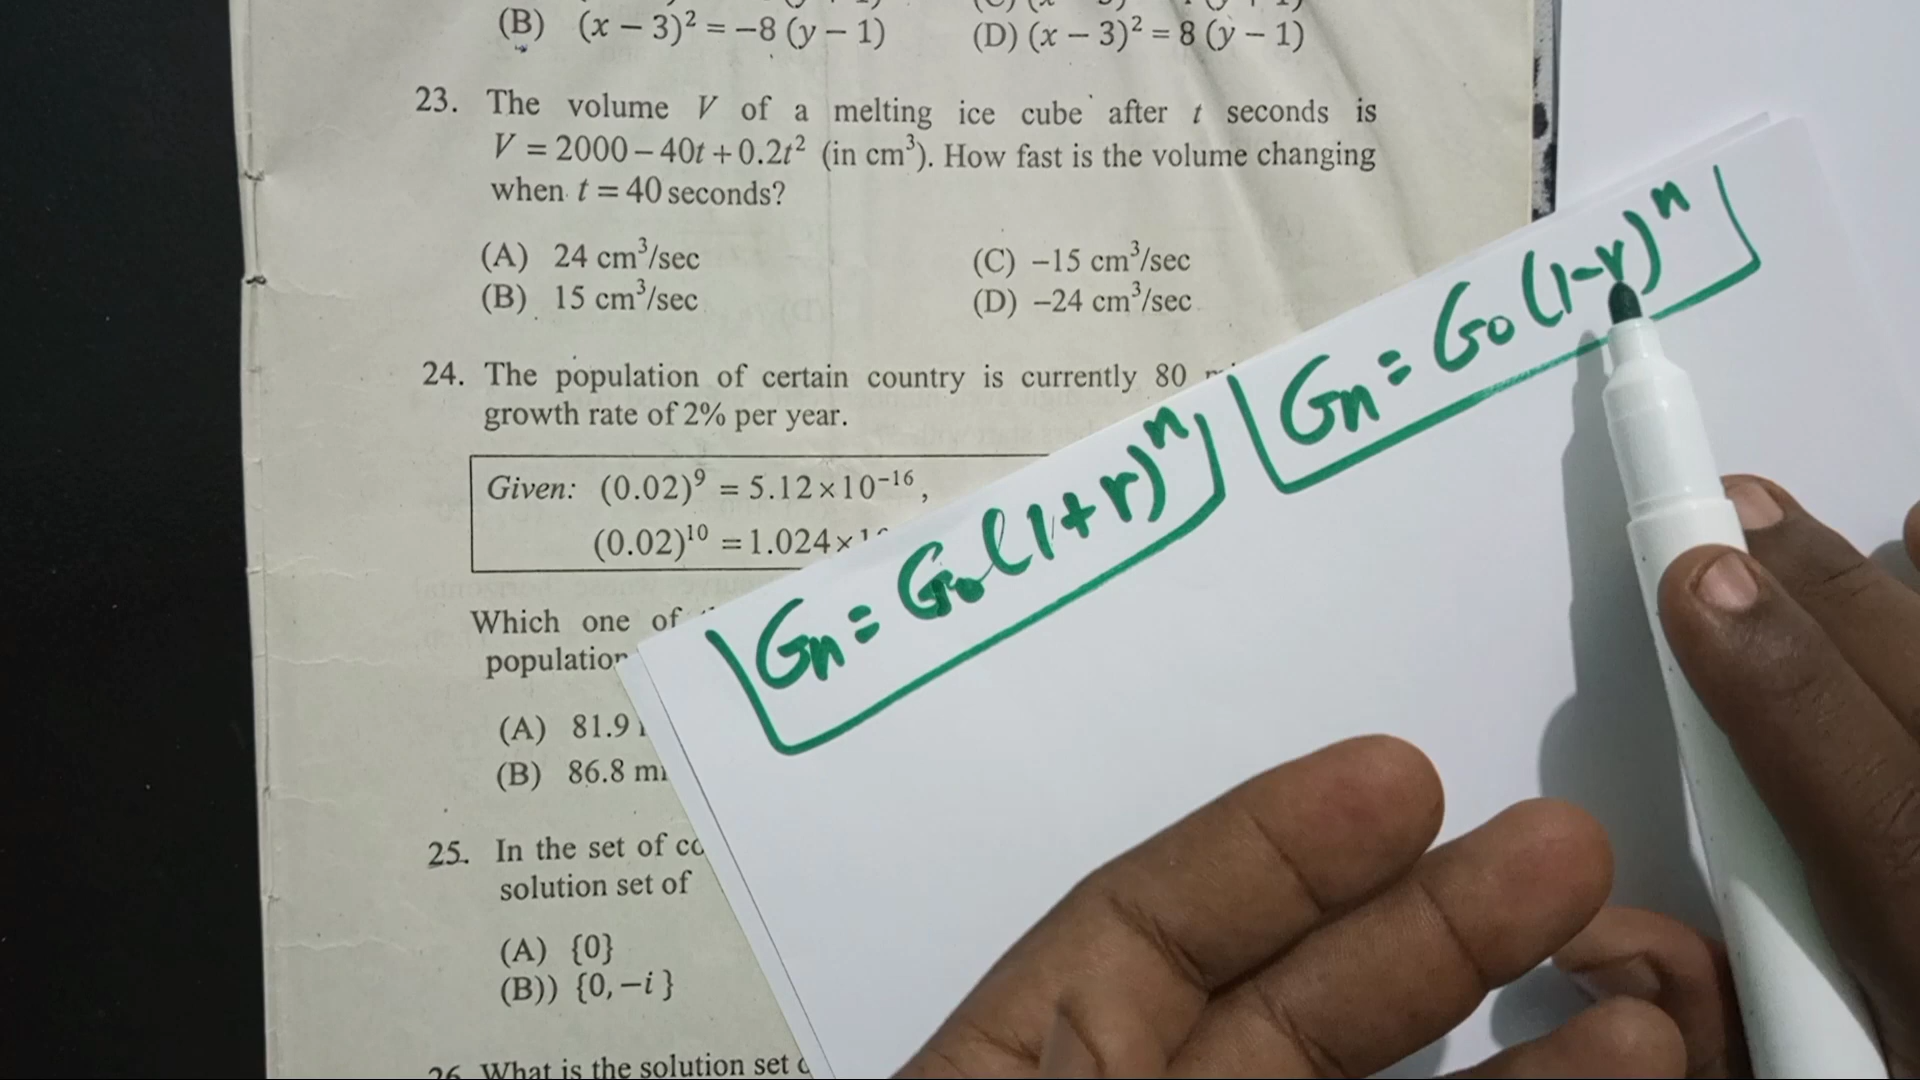 (B) (x − 3)² = −8 (y − 1)
(D) (x − 3)² = 8 (y − 1)
23. The volume V of a melting ice cube after t seconds is
V = 2000 − 40t + 0.2t² (in cm³). How fast is the volume changing
when t = 40 seconds?
(A) 24 cm³/sec
(B) 15 cm³/sec
(C) −15 cm³/sec
(D) −24 cm³/sec
24. The population of certain country is currently 80
growth rate of 2% per year.
Given: (0.02)⁹ = 5.12×10⁻¹⁶,
(0.02)¹⁰ = 1.024×
Which one of
population
(A) 81.9
(B) 86.8
25. In the set of
solution set of
(A) {0}
(B)) {0, −i}
26. What is the solution set
Gn = G₀(1+r)ⁿ
Gn = G₀(1-r)ⁿ